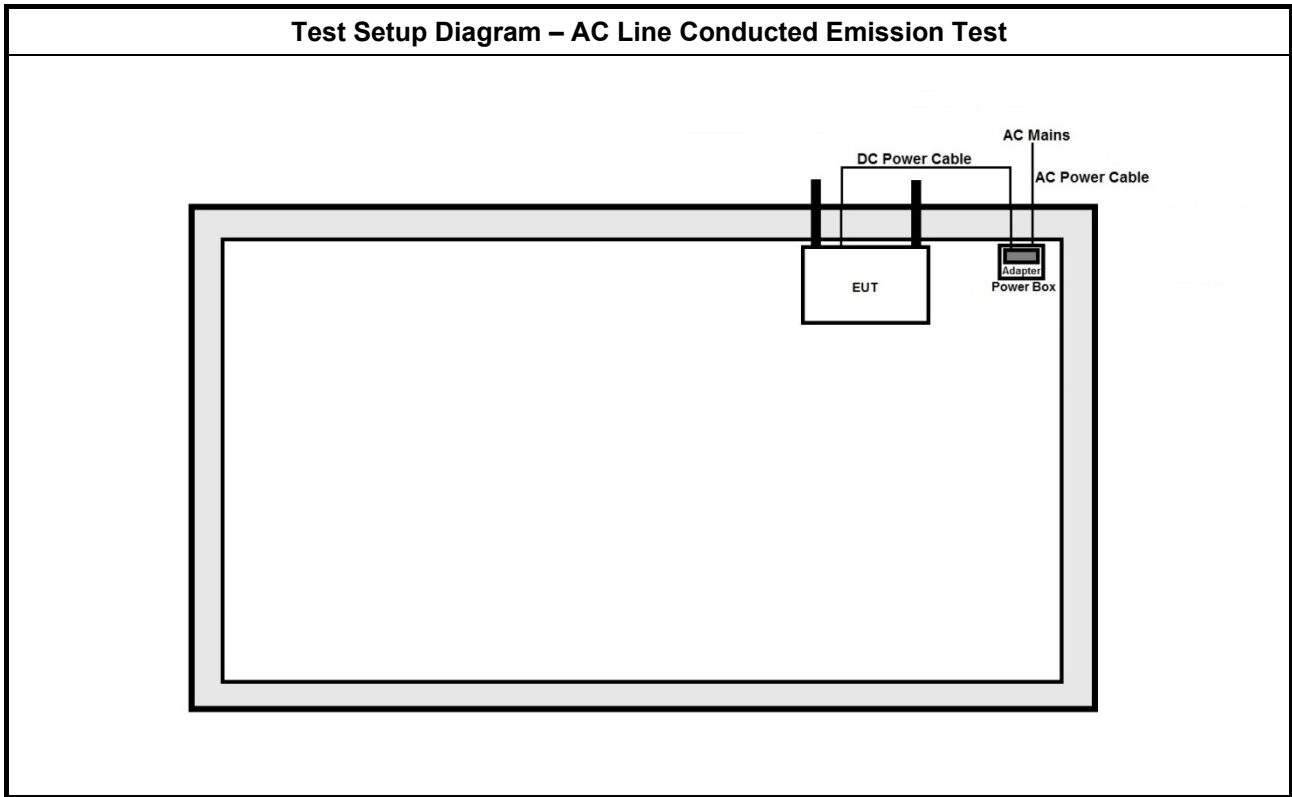 Test Setup Diagram – AC Line Conducted Emission Test
AC Mains
DC Power Cable
AC Power Cable
EUT
Adapter
Power Box